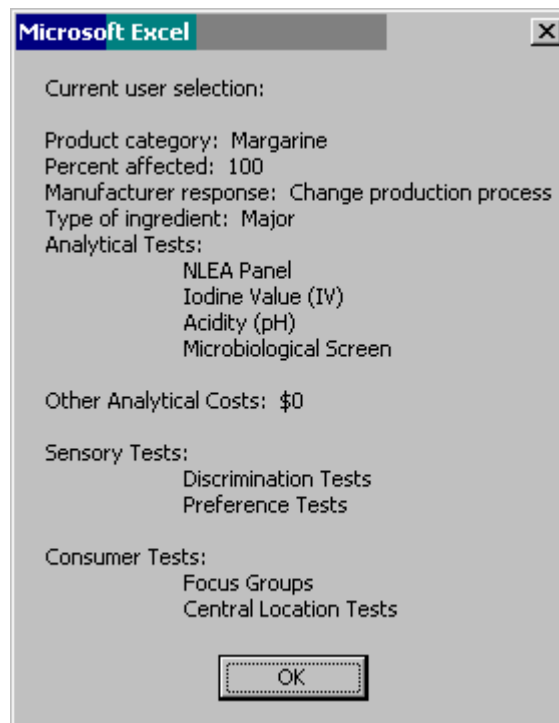 Microsoft Excel
Current user selection:
Product category: Margarine
Percent affected: 100
Manufacturer response: Change production process
Type of ingredient: Major
Analytical Tests:
NLEA Panel
Iodine Value (IV)
Acidity (pH)
Microbiological Screen
Other Analytical Costs: $0
Sensory Tests:
Discrimination Tests
Preference Tests
Consumer Tests:
Focus Groups
Central Location Tests
OK